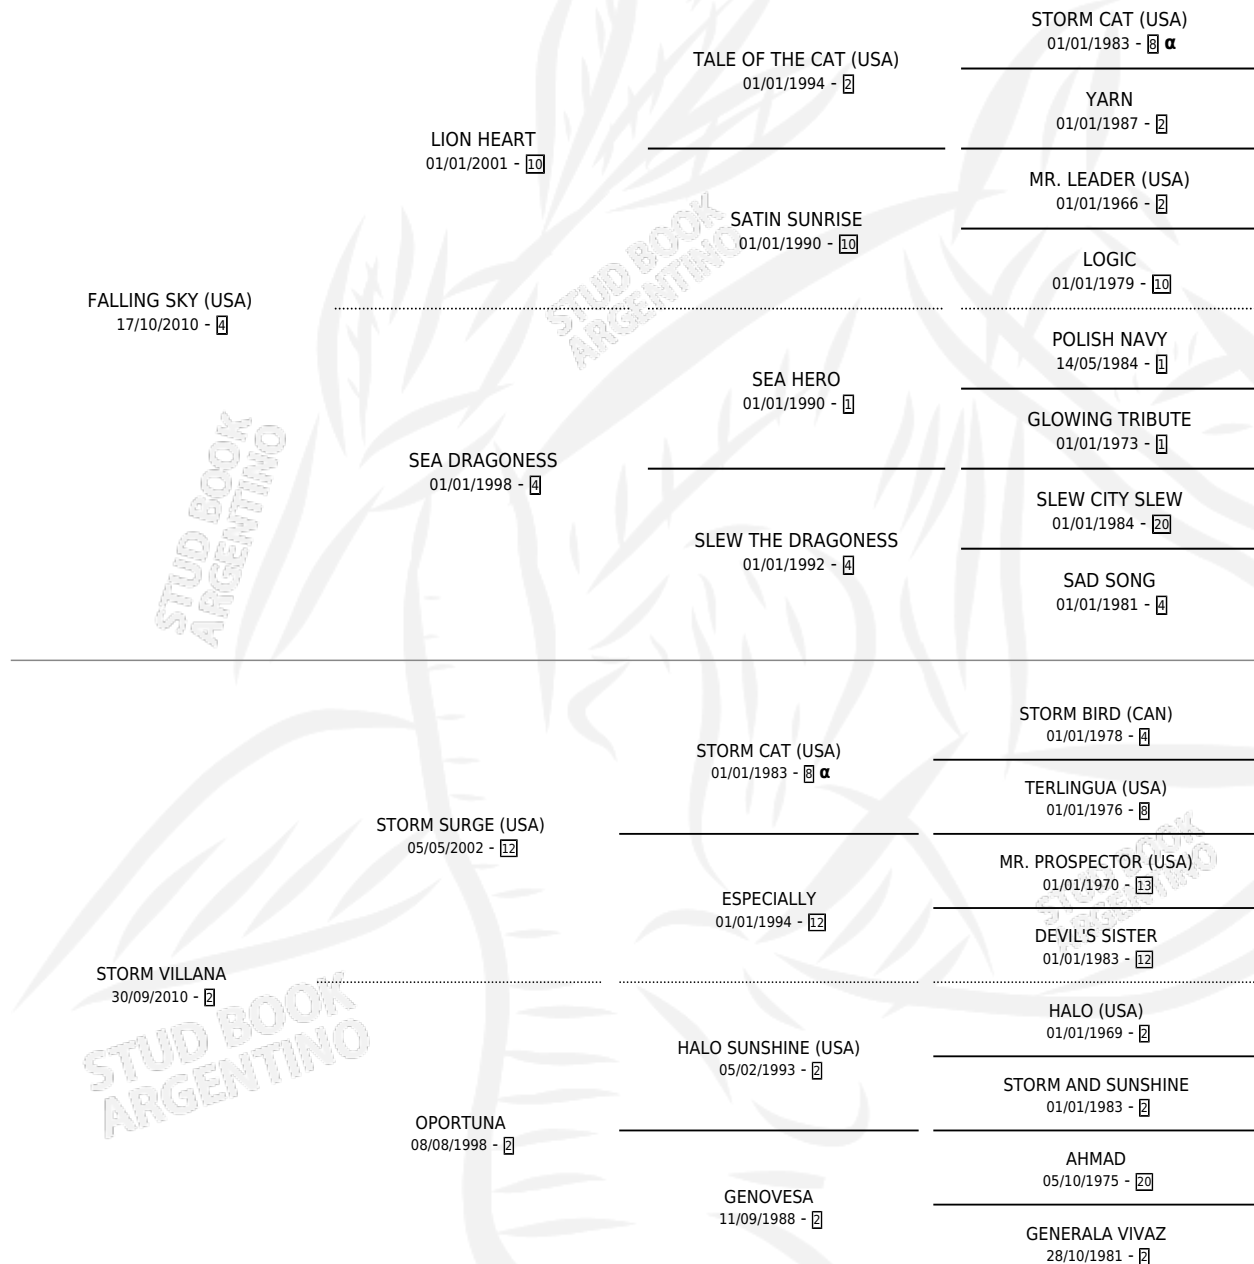 STORM CAT (USA)
01/01/1983 - 8 α
TALE OF THE CAT (USA)
01/01/1994 - 2
YARN
01/01/1987 - 2
LION HEART
01/01/2001 - 10
MR. LEADER (USA)
01/01/1966 - 2
SATIN SUNRISE
01/01/1990 - 10
LOGIC
01/01/1979 - 10
FALLING SKY (USA)
17/10/2010 - 4
POLISH NAVY
14/05/1984 - 1
SEA HERO
01/01/1990 - 1
GLOWING TRIBUTE
01/01/1973 - 1
SEA DRAGONESS
01/01/1998 - 4
SLEW CITY SLEW
01/01/1984 - 20
SLEW THE DRAGONESS
01/01/1992 - 4
SAD SONG
01/01/1981 - 4
STORM BIRD (CAN)
01/01/1978 - 4
STORM CAT (USA)
01/01/1983 - 8 α
TERLINGUA (USA)
01/01/1976 - 8
STORM SURGE (USA)
05/05/2002 - 12
MR. PROSPECTOR (USA)
01/01/1970 - 13
ESPECIALLY
01/01/1994 - 12
DEVIL'S SISTER
01/01/1983 - 12
STORM VILLANA
30/09/2010 - 2
HALO (USA)
01/01/1969 - 2
HALO SUNSHINE (USA)
05/02/1993 - 2
STORM AND SUNSHINE
01/01/1983 - 2
OPORTUNA
08/08/1998 - 2
AHMAD
05/10/1975 - 20
GENOVESA
11/09/1988 - 2
GENERALA VIVAZ
28/10/1981 - 2
STUD BOOK
ARGENTINO
STUD BOOK
ARGENTINO
STUD BOOK
ARGENTINO
STUD BOOK
ARGENTINO